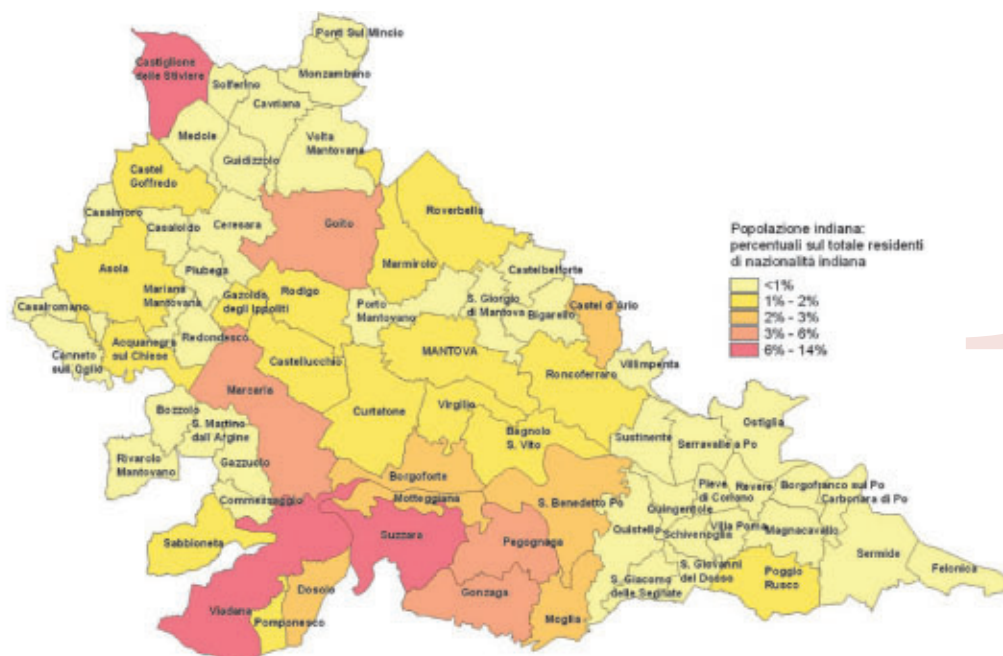 Ponti Sul Mincio
Castiglione
delle Stiviere
Monzambano
Solferino
Cavriana
Medole
Volta
Mantovana
Guidizzolo
Castel
Goffredo
Roverbella
Casalmoro
Casaloldo
Ceresara
Goito
Popolazione indiana:
percentuali sul totale residenti
di nazionalità indiana
<1%
1% - 2%
2% - 3%
3% - 6%
6% - 14%
Asola
Piubega
Marmirolo
Castelbelforte
Mariana
Mantovana
Gazoldo
degli Ippoliti
Rodigo
Porto
Mantovano
S. Giorgio
di Mantova
Bigarello
Castel d'Ario
Casalromano
Acquanegra
sul Chiese
Redondesco
Canneto
sull Oglio
Castellucchio
MANTOVA
Roncoferraro
Villimpenta
Marcaria
Curtatone
Virgilio
Bagnolo
S. Vito
Bozzolo
S. Martino
dall Argine
Rivarolo
Mantovano
Gazzuolo
Commessaggio
Sustinente
Serravalle a Po
Ostiglia
Borgoforte
Motteggiana
S. Benedetto Po
Pieve
di Coriano
Revere
Borgofranco sul Po
Carbonara di Po
Quingentole
Quistello
Schivenoglia
Villa Poma
Magnacavallo
Sermide
Felonica
Sabbioneta
Suzzara
Pegognaga
S. Giovanni
del Dosso
Poggio
Rusco
S. Giacomo
delle Segnate
Gonzaga
Moglia
Viadana
Pomponesco
Dosolo